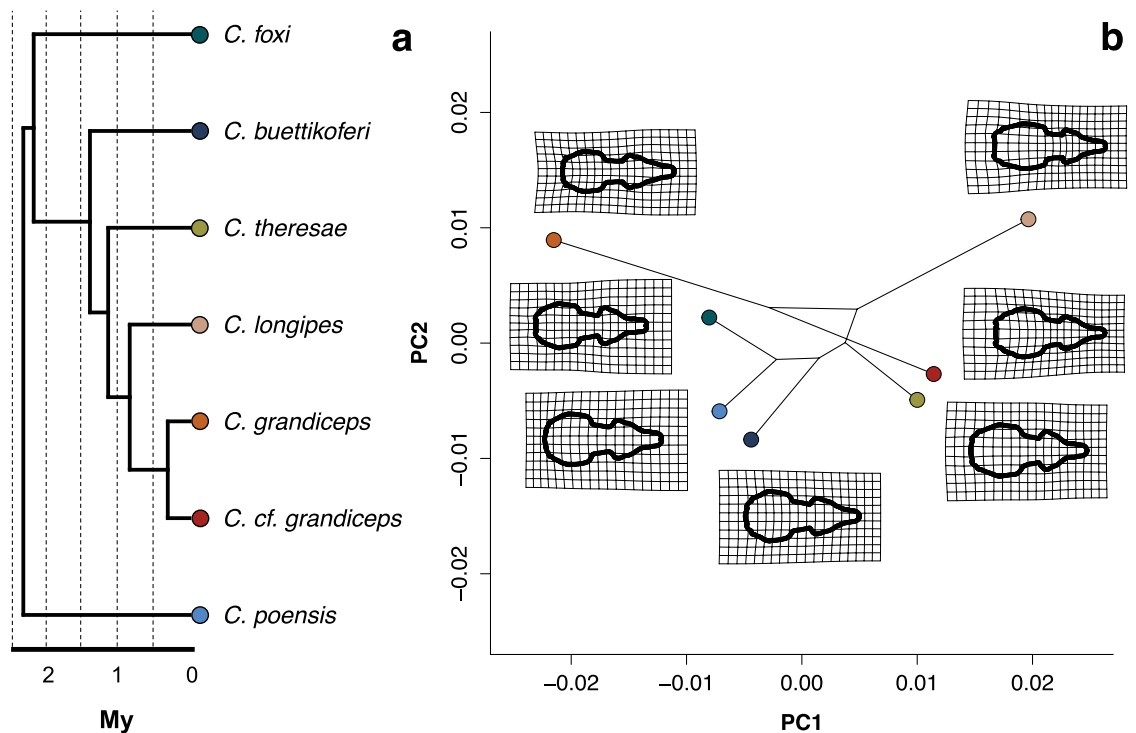 a
C. foxi
C. buettikoferi
C. theresae
C. longipes
C. grandiceps
C. cf. grandiceps
C. poensis
2 1 0
My
b
PC2
0.02
0.01
0.00
−0.01
−0.02
−0.02 −0.01 0.00 0.01 0.02
PC1